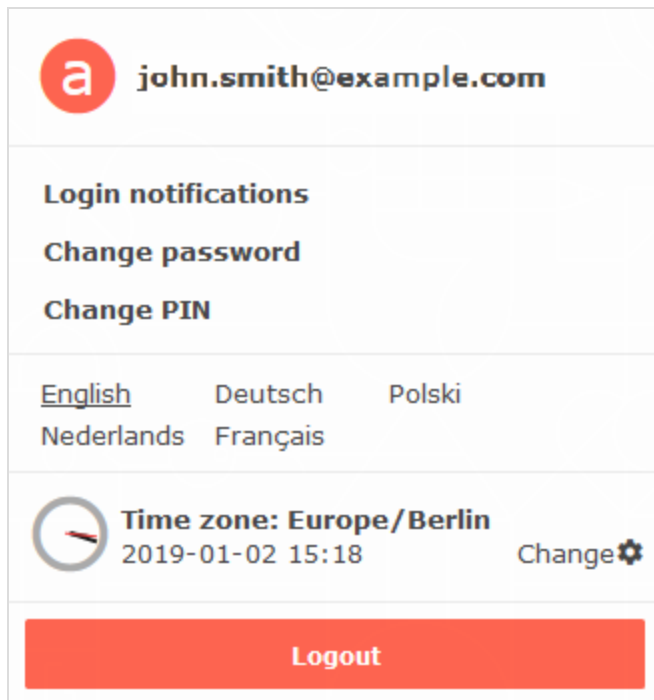 a john.smith@example.com
Login notifications
Change password
Change PIN
English Deutsch Polski
Nederlands Français
Time zone: Europe/Berlin
2019-01-02 15:18 Change
Logout